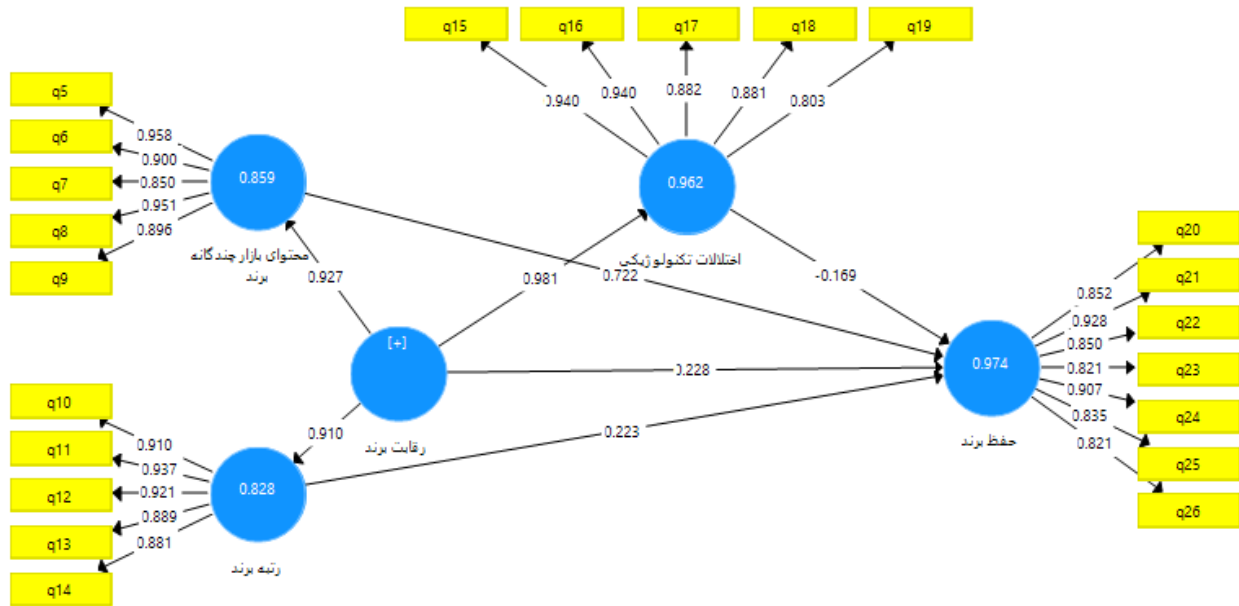 q15
q16
q17
q18
q19
0.940
0.940
0.882
0.881
0.803
0.962
اختلالات تکنولوژیکی
q5
q6
q7
q8
q9
0.958
0.900
0.850
0.951
0.896
0.859
محتوای بازار چندگانه
برند
0.927
0.981
0.722
-0.169
[+]
رقابت برند
0.228
0.910
0.223
q10
q11
q12
q13
q14
0.910
0.937
0.921
0.889
0.881
0.828
رتبه برند
0.974
حفظ برند
0.852
0.928
0.850
0.821
0.907
0.835
0.821
q20
q21
q22
q23
q24
q25
q26